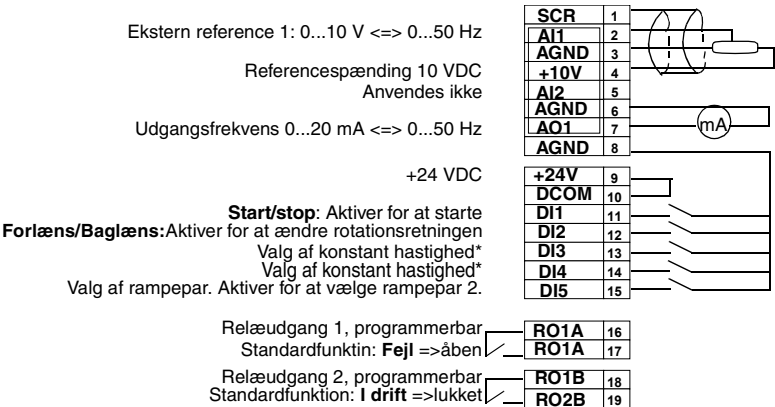 SCR 1
Ekstern reference 1: 0...10 V <=> 0...50 Hz AI1 2
AGND 3
Referencespænding 10 VDC +10V 4
Anvendes ikke AI2 5
AGND 6
Udgangsfrekvens 0...20 mA <=> 0...50 Hz AO1 7
mA
AGND 8
+24 VDC +24V 9
DCOM 10
Start/stop: Aktiver for at starte DI1 11
Forlæns/Baglæns:Aktiver for at ændre rotationsretningen DI2 12
Valg af konstant hastighed* DI3 13
Valg af konstant hastighed* DI4 14
Valg af rampepar. Aktiver for at vælge rampepar 2. DI5 15
Relæudgang 1, programmerbar RO1A 16
Standardfunktin: Fejl =>åben RO1A 17
Relæudgang 2, programmerbar RO1B 18
Standardfunktion: I drift =>lukket RO2B 19